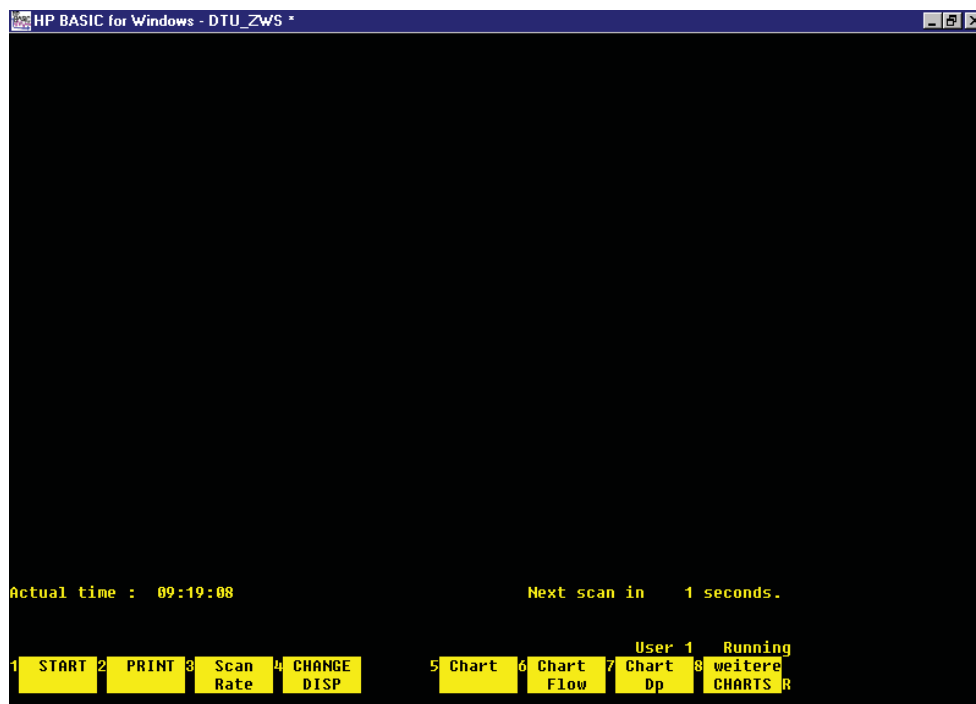 HP BASIC for Windows - DTU_ZWS *
Actual time : 09:19:08 Next scan in 1 seconds.
User 1 Running
1 START 2 PRINT 3 Scan 4 CHANGE 5 Chart 6 Chart 7 Chart 8 weitere
Rate DISP Flow Dp CHARTS R